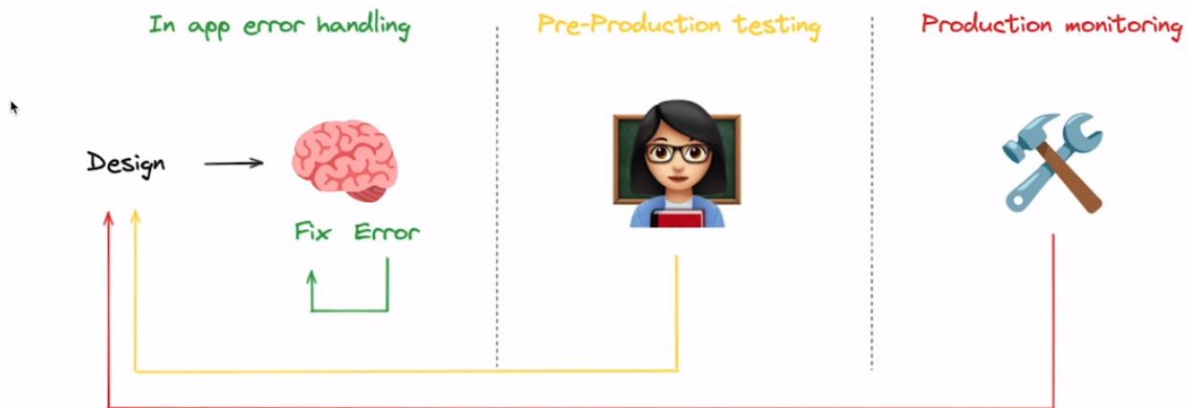 In app error handling
Pre-Production testing
Production monitoring
Design
Fix Error